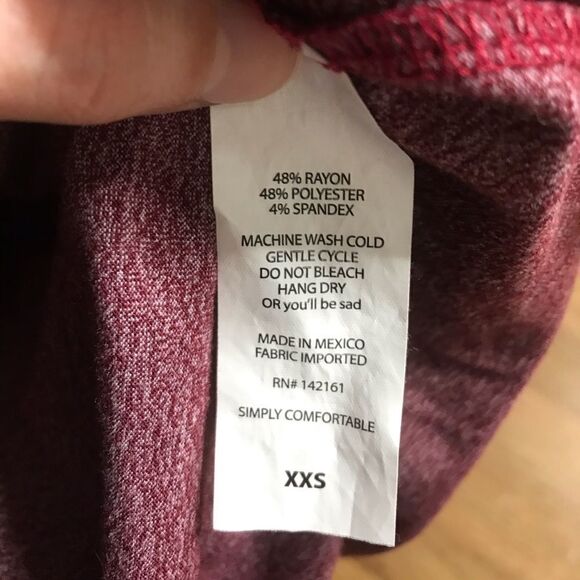 48% RAYON
48% POLYESTER
4% SPANDEX
MACHINE WASH COLD
GENTLE CYCLE
DO NOT BLEACH
HANG DRY
OR you'll be sad
MADE IN MEXICO
FABRIC IMPORTED
RN# 142161
SIMPLY COMFORTABLE
XXS